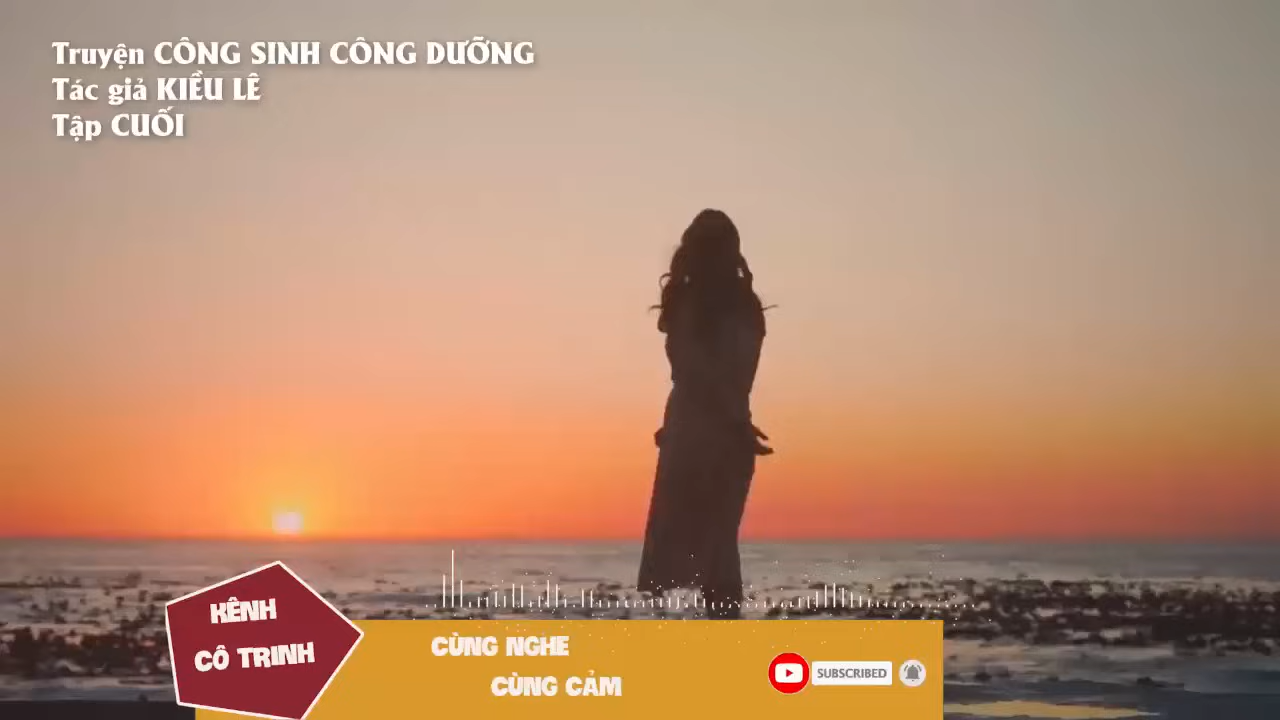 Truyện CÔNG SINH CÔNG DƯỠNG
Tác giả KIỀU LÊ
Tập CUỐI
KÊNH
CÔ TRINH
CÙNG NGHE
CÙNG CẢM
SUBSCRIBED